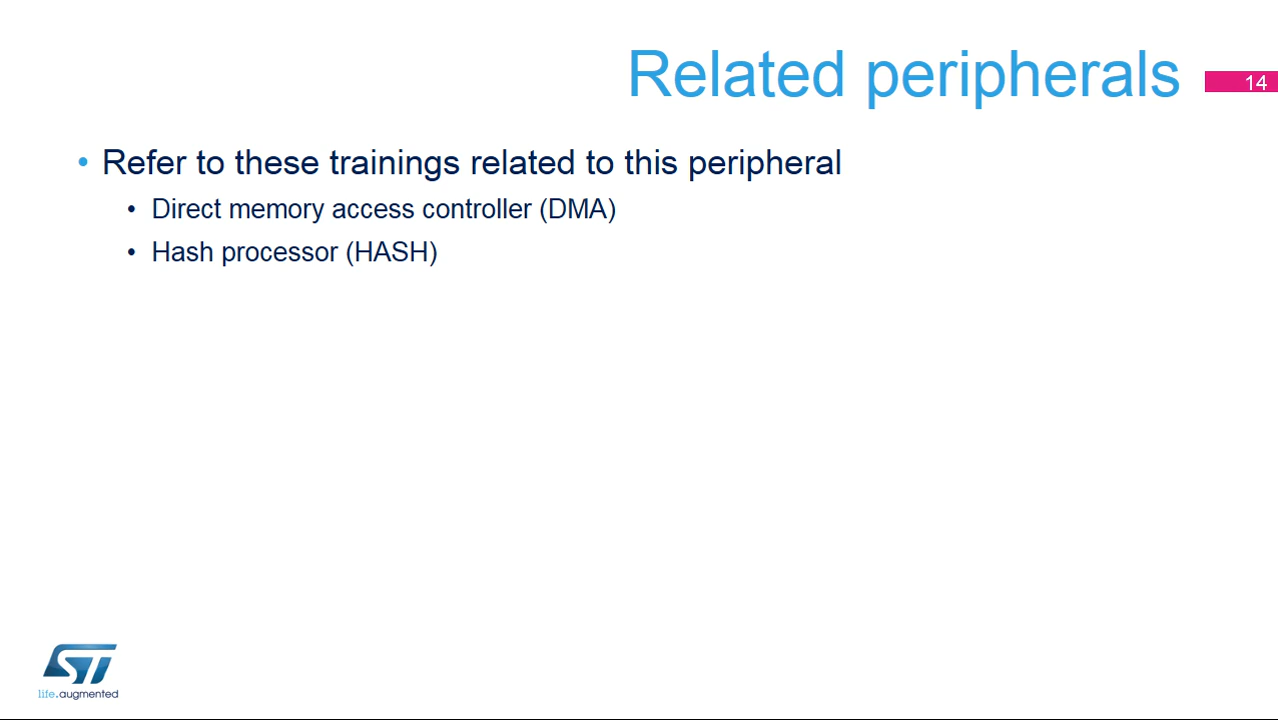 Related peripherals
14
• Refer to these trainings related to this peripheral
• Direct memory access controller (DMA)
• Hash processor (HASH)
ST
life.augmented